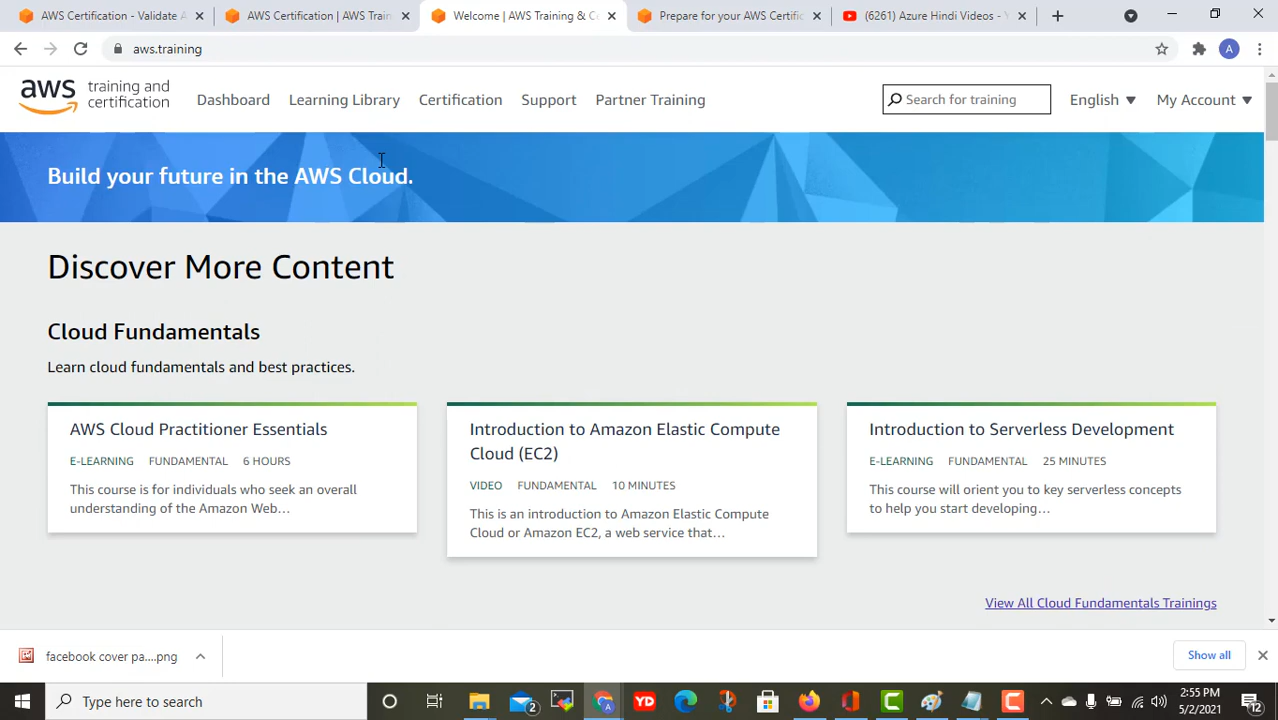 AWS Certification - Validate A
AWS Certification | AWS Train
Welcome | AWS Training & Ce
Prepare for your AWS Certific
(6261) Azure Hindi Videos - Y
aws.training
A
aws training and certification
Dashboard
Learning Library
Certification
Support
Partner Training
Search for training
English
My Account
Build your future in the AWS Cloud.
Discover More Content
Cloud Fundamentals
Learn cloud fundamentals and best practices.
AWS Cloud Practitioner Essentials
E-LEARNING FUNDAMENTAL 6 HOURS
This course is for individuals who seek an overall
understanding of the Amazon Web...
Introduction to Amazon Elastic Compute
Cloud (EC2)
VIDEO FUNDAMENTAL 10 MINUTES
This is an introduction to Amazon Elastic Compute
Cloud or Amazon EC2, a web service that...
Introduction to Serverless Development
E-LEARNING FUNDAMENTAL 25 MINUTES
This course will orient you to key serverless concepts
to help you start developing...
View All Cloud Fundamentals Trainings
facebook cover pa....png
Show all
Type here to search
2
A
YD
2:55 PM
5/2/2021
12